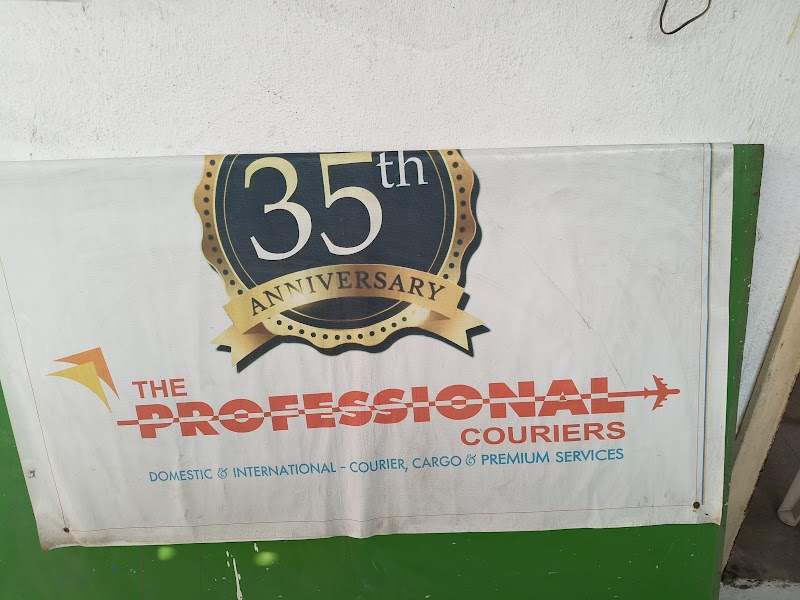 35th
ANNIVERSARY
THE
PROFESSIONAL
COURIERS
DOMESTIC & INTERNATIONAL - COURIER, CARGO & PREMIUM SERVICES